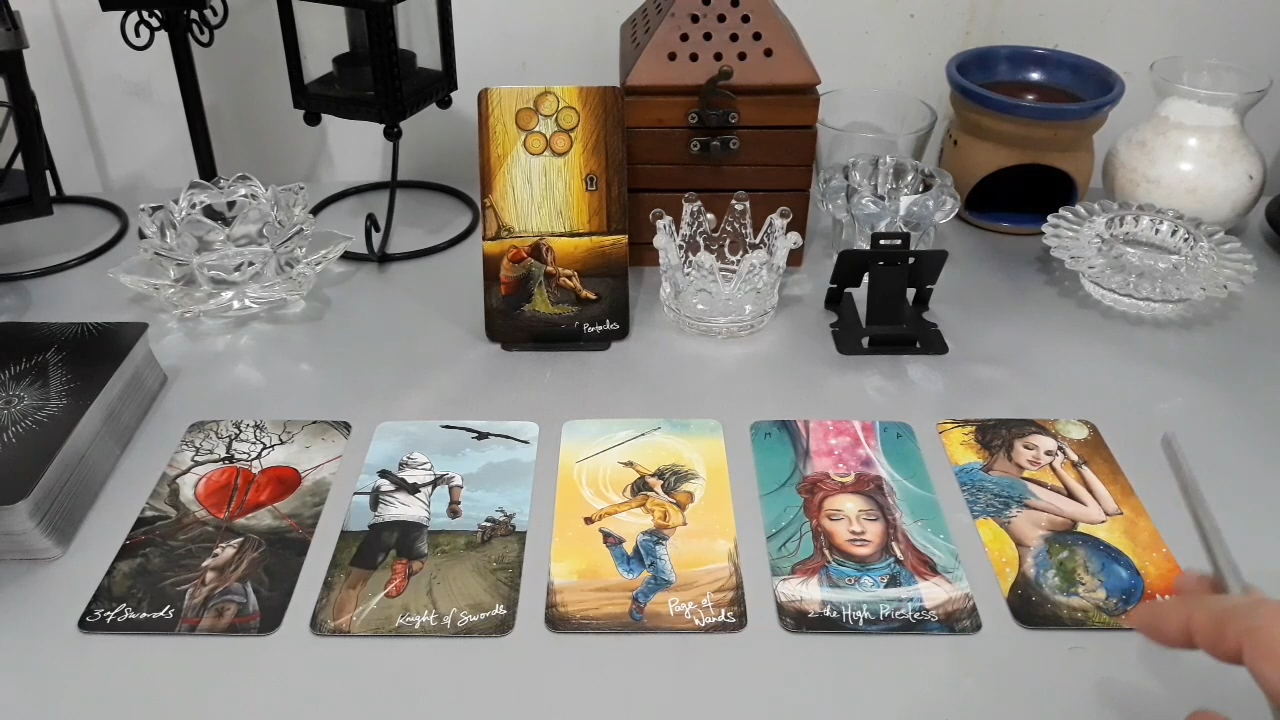 Pentacles
3 of Swords
Knight of Swords
Page of
Wands
M
C
A
2-the High Priestess